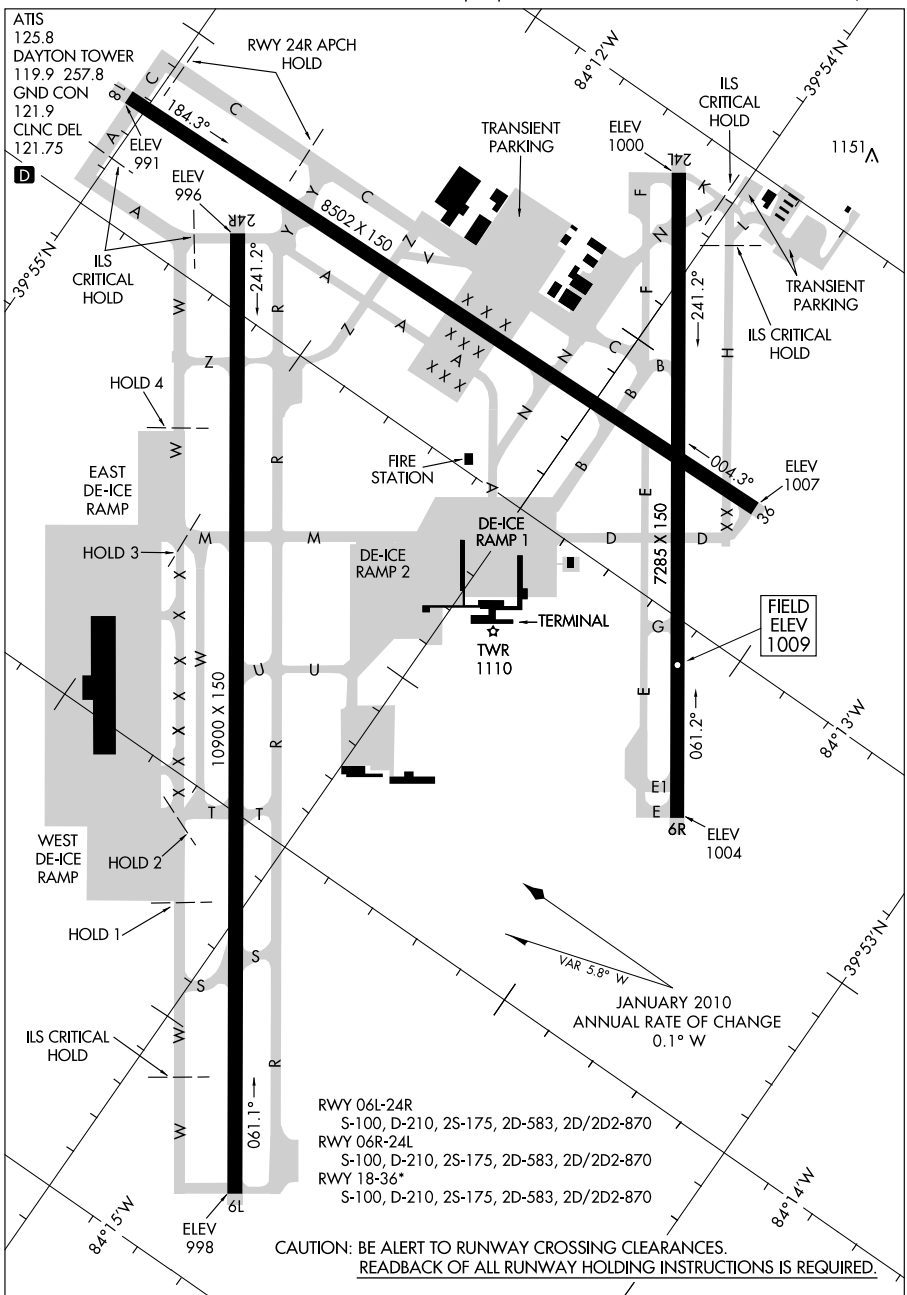 ATIS
125.8
DAYTON TOWER
119.9 257.8
GND CON
121.9
CLNC DEL
121.75
D
RWY 24R APCH
HOLD
84°12'W
39°54'N
ILS
CRITICAL
HOLD
1151
TRANSIENT
PARKING
ELEV
1000
24L
18
C
A
184.3°
C
ELEV
991
ELEV
996
24R
A
Y
Y
C
8502 X 150
Z
V
F
K
J
L
N
TRANSIENT
PARKING
39°55'N
ILS
CRITICAL
HOLD
241.2°
W
R
A
A
Z
N
F
241.2°
ILS CRITICAL
HOLD
X X X
X X X
A
X X X
Z
N
C
B
B
H
HOLD 4
W
R
N
B
E
004.3°
ELEV
1007
36
FIRE
STATION
A
EAST
DE-ICE
RAMP
X X
M
M
DE-ICE
RAMP 1
D
D
HOLD 3
DE-ICE
RAMP 2
7285 X 150
X
X
X
X
X
X
X
W
TERMINAL
TWR
1110
G
FIELD
ELEV
1009
U
U
10900 X 150
E
061.2°
84°13'W
R
E1
E
6R
ELEV
1004
T
T
WEST
DE-ICE
RAMP
HOLD 2
HOLD 1
S
S
VAR 5.8° W
39°53'N
JANUARY 2010
ANNUAL RATE OF CHANGE
0.1° W
W
ILS CRITICAL
HOLD
R
W
061.1°
RWY 06L-24R
S-100, D-210, 2S-175, 2D-583, 2D/2D2-870
RWY 06R-24L
S-100, D-210, 2S-175, 2D-583, 2D/2D2-870
RWY 18-36*
S-100, D-210, 2S-175, 2D-583, 2D/2D2-870
6L
ELEV
998
84°15'W
84°14'W
CAUTION: BE ALERT TO RUNWAY CROSSING CLEARANCES.
READBACK OF ALL RUNWAY HOLDING INSTRUCTIONS IS REQUIRED.